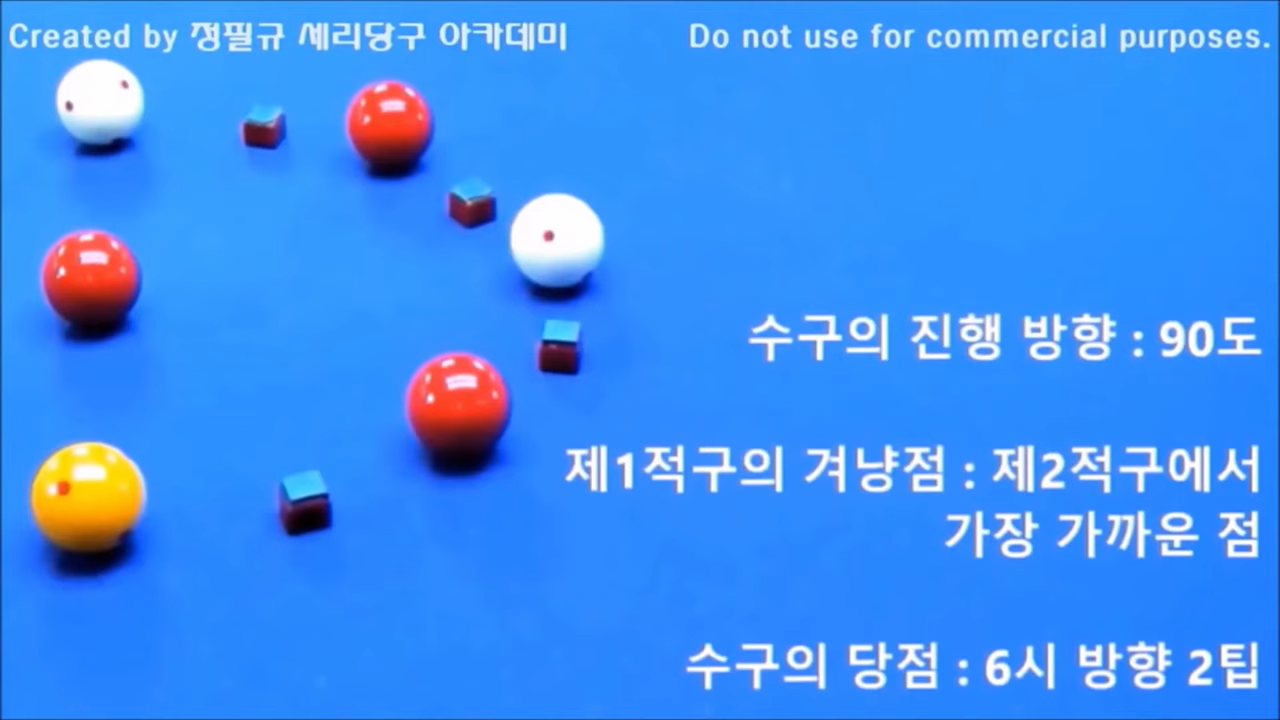 Created by 정필규 세리당구 아카데미
Do not use for commercial purposes.
수구의 진행 방향 : 90도
제1적구의 겨냥점 : 제2적구에서
가장 가까운 점
수구의 당점 : 6시 방향 2팁